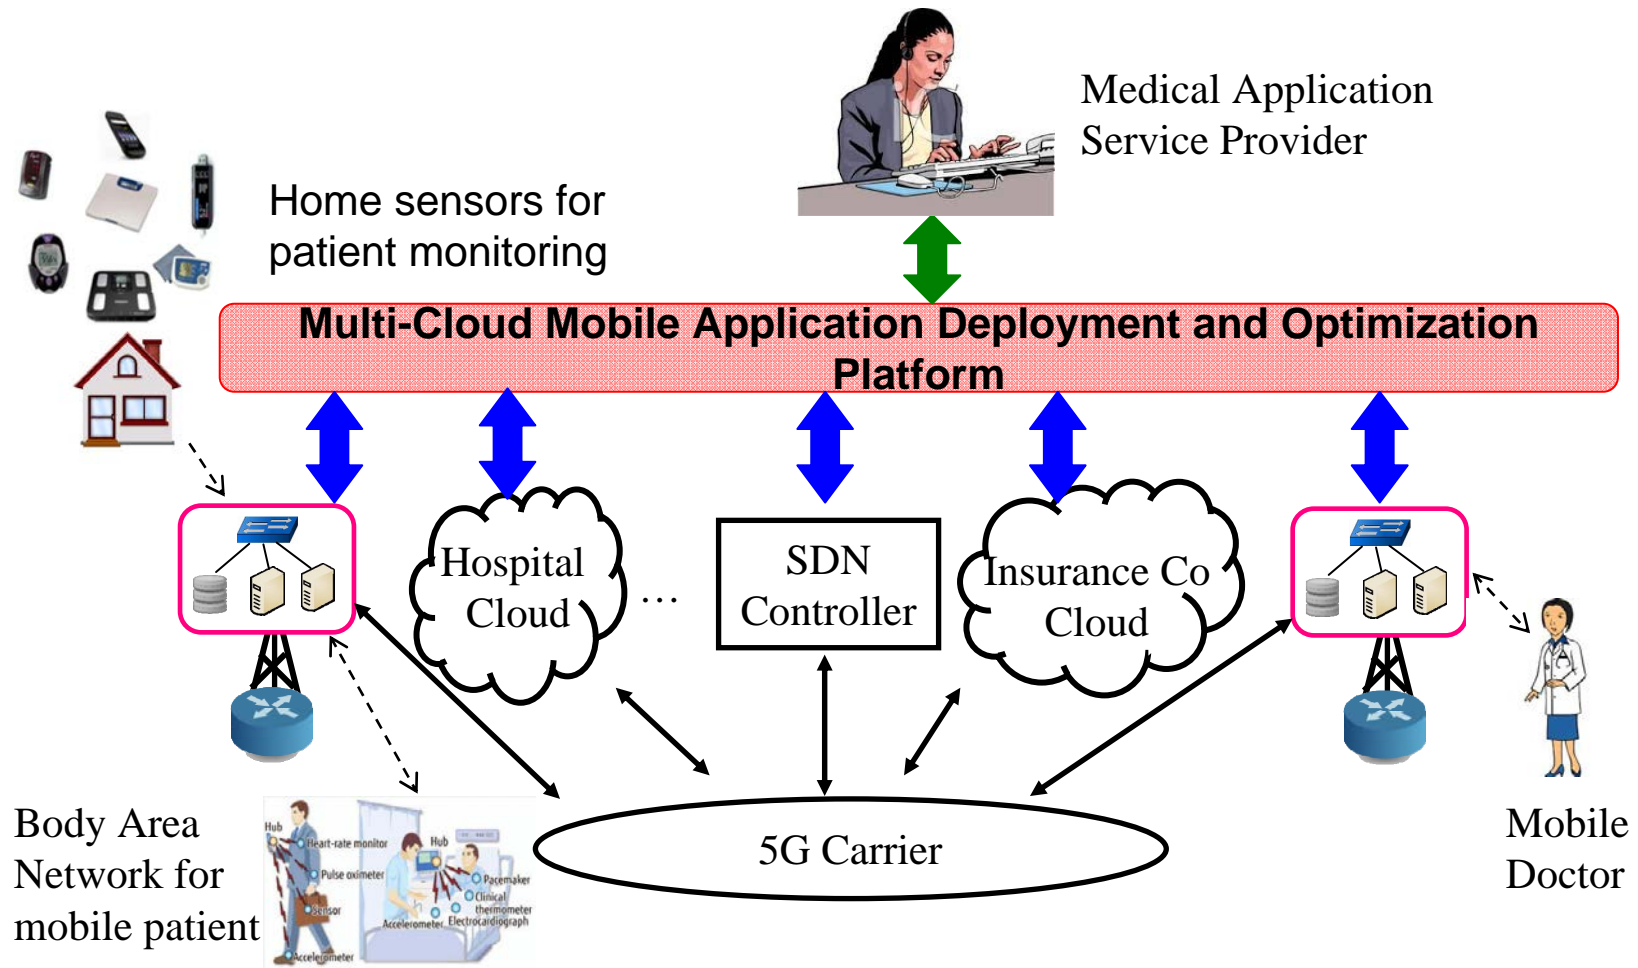 Medical Application
Service Provider
Home sensors for
patient monitoring
Multi-Cloud Mobile Application Deployment and Optimization
Platform
Hospital
Cloud
...
SDN
Controller
Insurance Co
Cloud
5G Carrier
Body Area
Network for
mobile patient
Hub
Heart-rate monitor
Pulse oximeter
Sensor
Accelerometer
Hub
Pacemaker
Clinical
thermometer
Accelerometer
Electrocardiograph
Mobile
Doctor